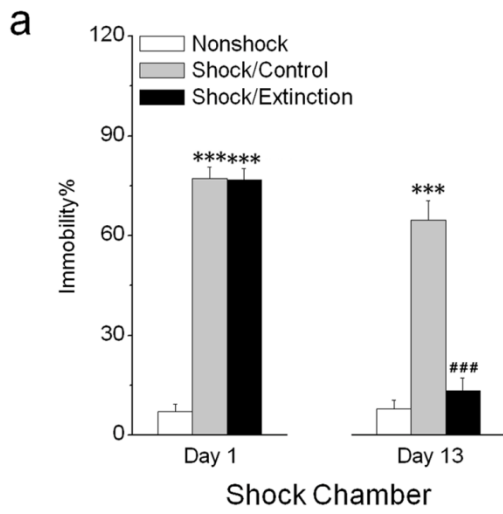 a
120
90
60
30
0
Immobility%
Nonshock
Shock/Control
Shock/Extinction
*** ***
***
###
Day 1
Day 13
Shock Chamber